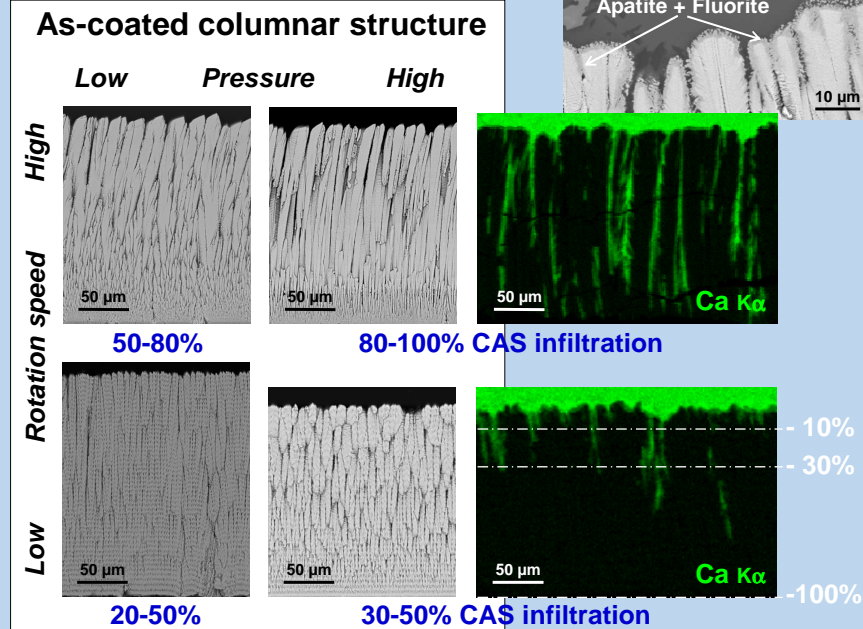 Apatite + Fluorite
10 µm
As-coated columnar structure
Low Pressure High
High
Rotation speed
Low
50 µm
50 µm
50 µm
Ca Kα
50-80%
80-100% CAS infiltration
50 µm
50 µm
50 µm
Ca Kα
- 10%
- 30%
-100%
20-50%
30-50% CAS infiltration